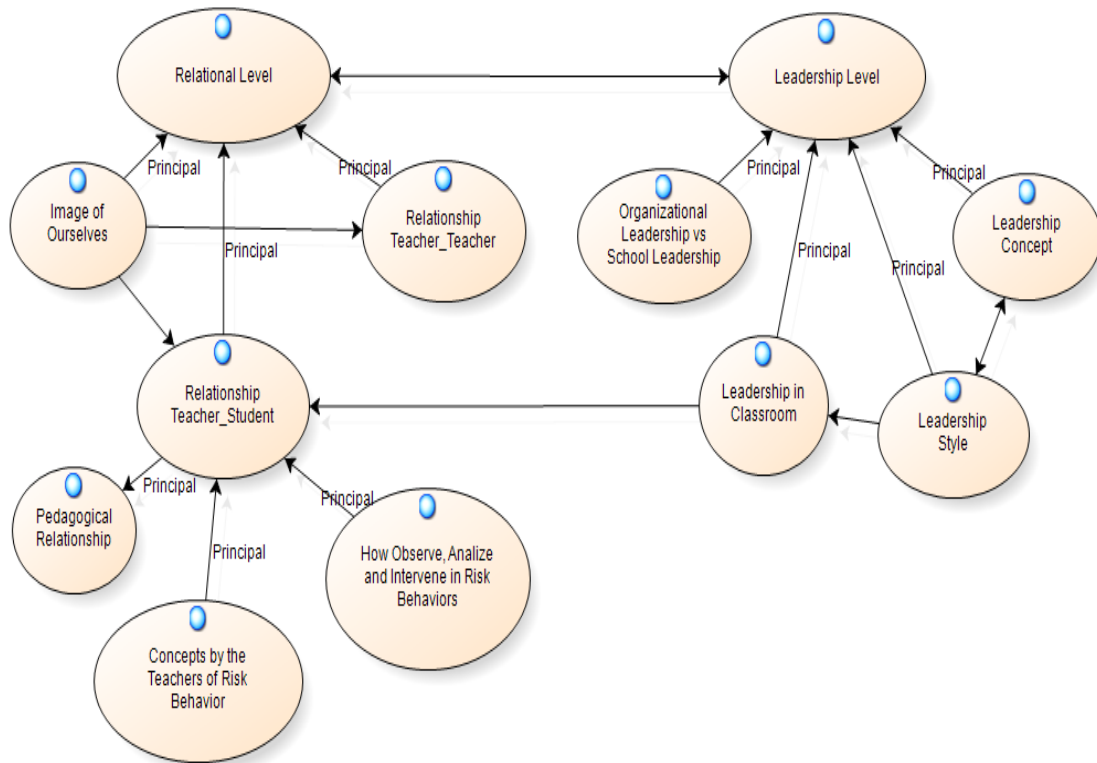 Relational Level
Leadership Level
Principal
Principal
Principal
Principal
Image of
Ourselves
Relationship
Teacher_Teacher
Organizational
Leadership vs
School Leadership
Leadership
Concept
Principal
Principal
Principal
Relationship
Teacher_Student
Leadership in
Classroom
Leadership
Style
Principal
Principal
Pedagogical
Relationship
How Observe, Analize
and Intervene in Risk
Behaviors
Principal
Concepts by the
Teachers of Risk
Behavior